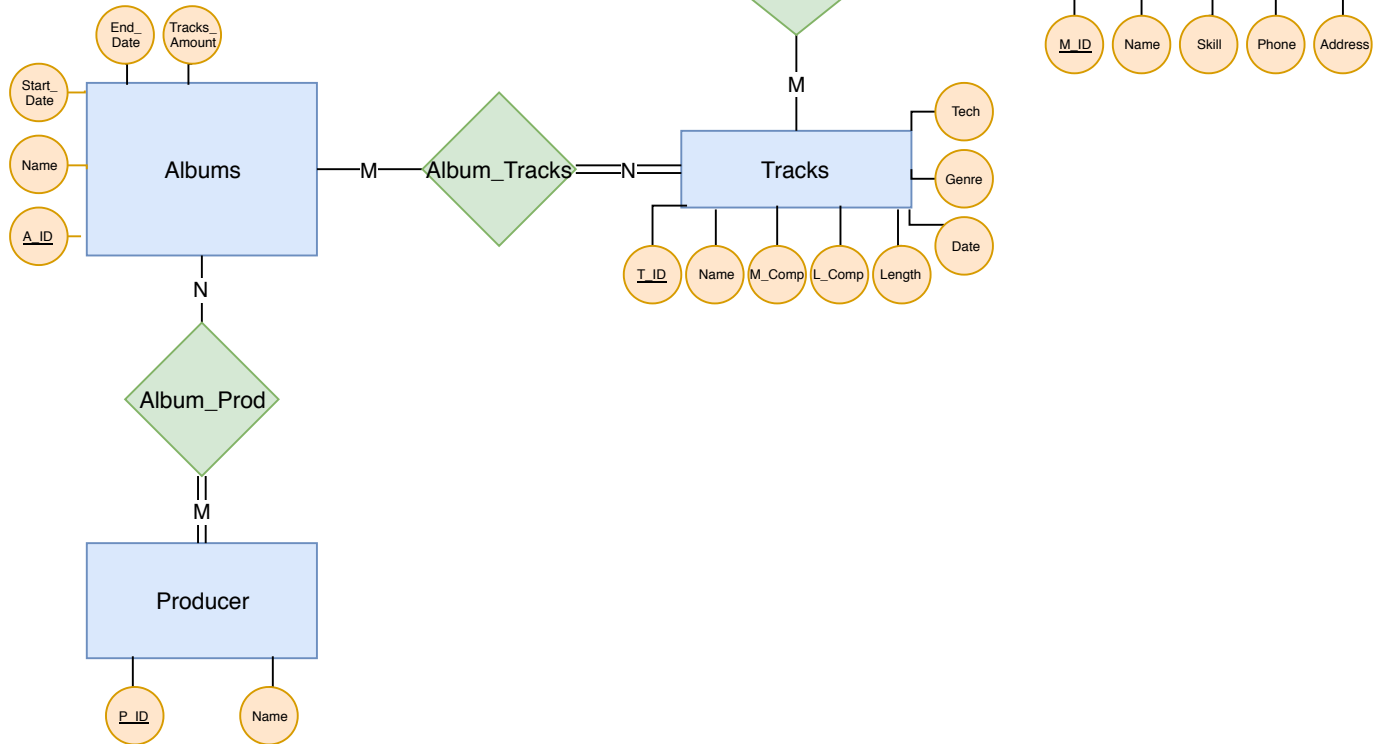 End_
Date
Tracks_
Amount
M_ID
Name
Skill
Phone
Address
Start_
Date
M
Tech
Name
Albums
M
Album_Tracks
N
Tracks
Genre
A_ID
Date
T_ID
Name
M_Comp
L_Comp
Length
N
Album_Prod
M
Producer
P_ID
Name